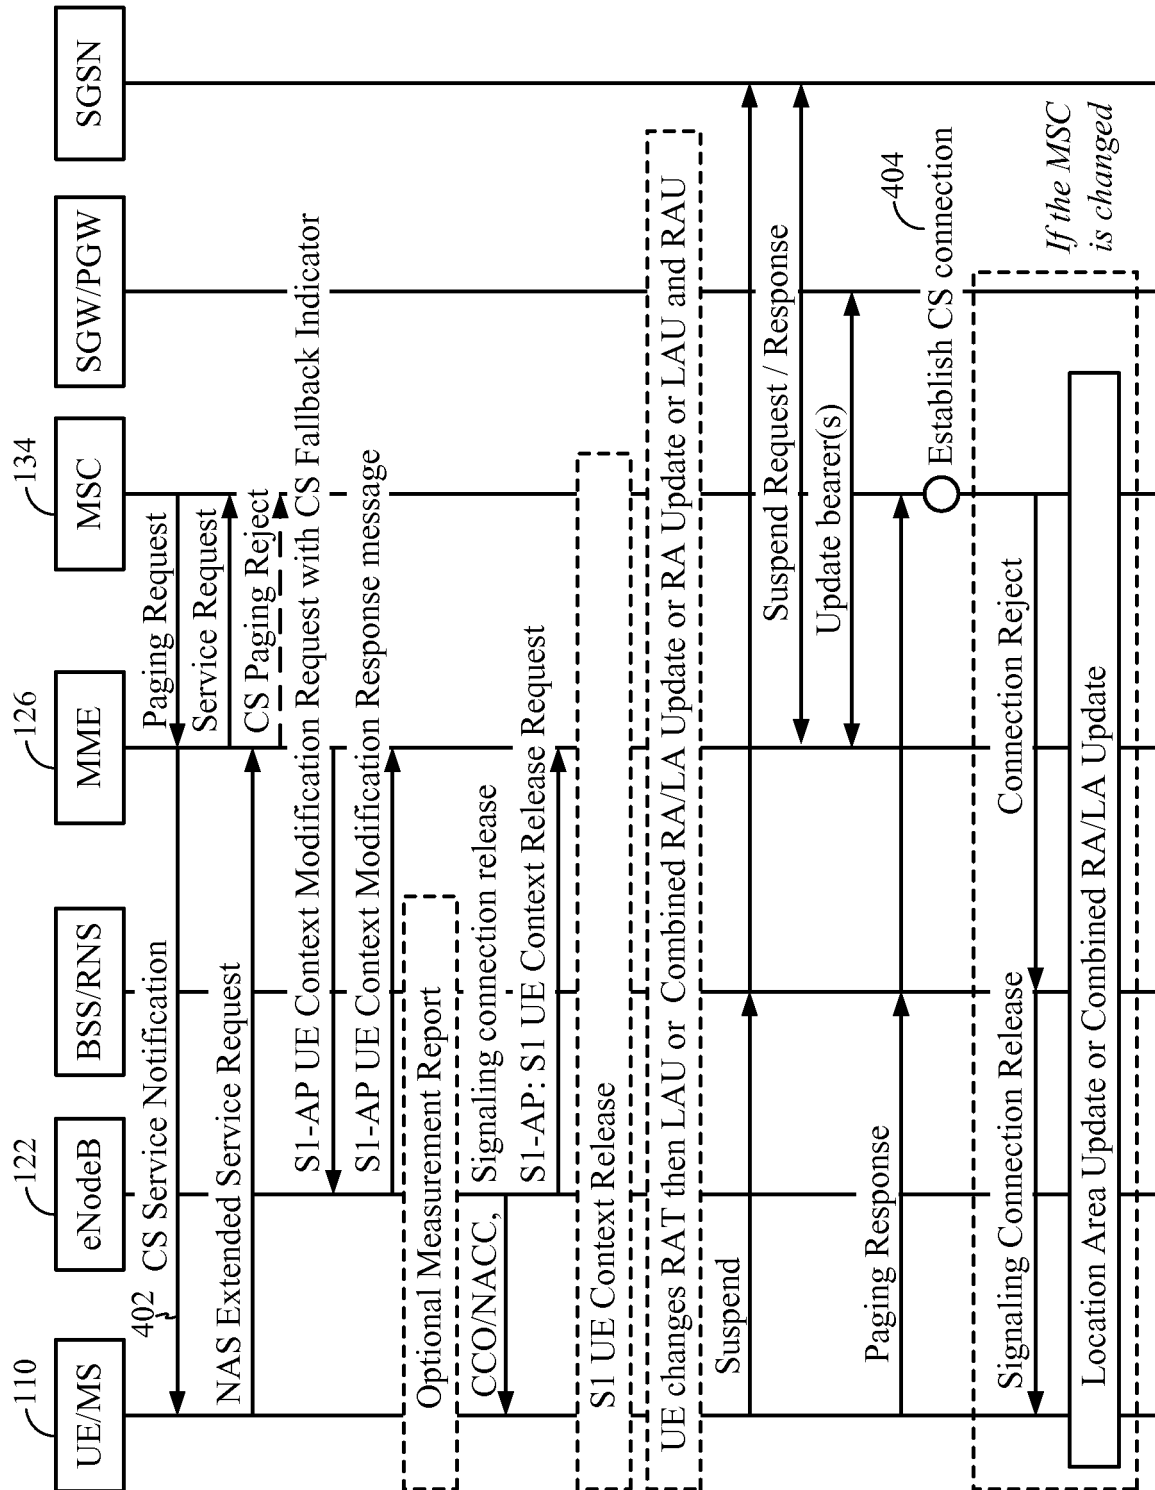 110
122
126
134
UE/MS
eNodeB
BSS/RNS
MME
MSC
SGW/PGW
SGSN
Paging Request
402
CS Service Notification
Service Request
NAS Extended Service Request
CS Paging Reject
S1-AP UE Context Modification Request with CS Fallback Indicator
S1-AP UE Context Modification Response message
Optional Measurement Report
CCO/NACC, Signaling connection release
S1-AP: S1 UE Context Release Request
S1 UE Context Release
UE changes RAT then LAU or Combined RA/LA Update or RA Update or LAU and RAU
Suspend
Suspend Request / Response
Update bearer(s)
Paging Response
404
Establish CS connection
If the MSC
is changed
Signaling Connection Release
Connection Reject
Location Area Update or Combined RA/LA Update